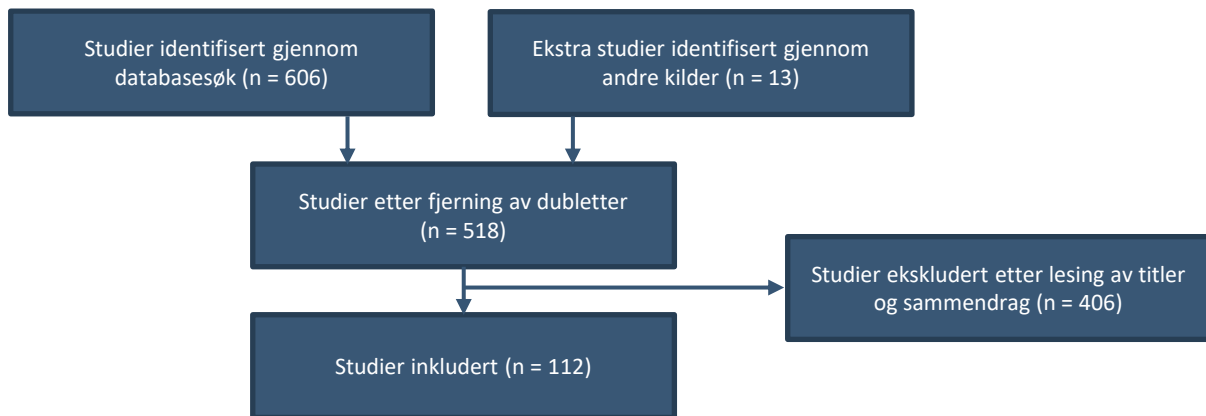 Studier identifisert gjennom
databasesøk (n = 606)
Ekstra studier identifisert gjennom
andre kilder (n = 13)
Studier etter fjerning av dubletter
(n = 518)
Studier ekskludert etter lesing av titler
og sammendrag (n = 406)
Studier inkludert (n = 112)